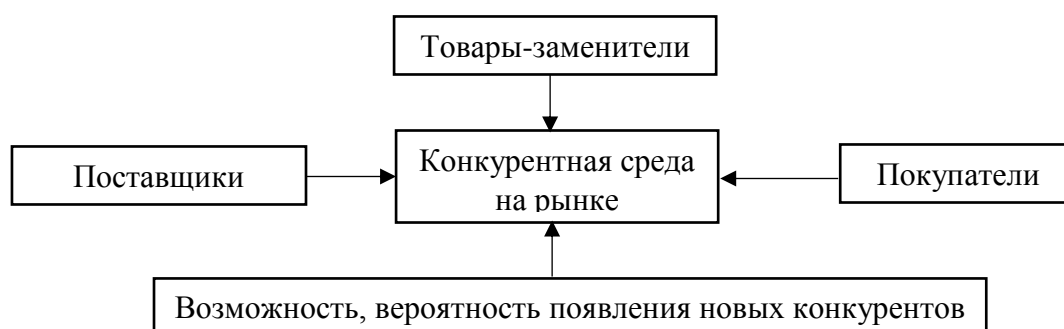 Товары-заменители
Поставщики
Конкурентная среда
на рынке
Покупатели
Возможность, вероятность появления новых конкурентов